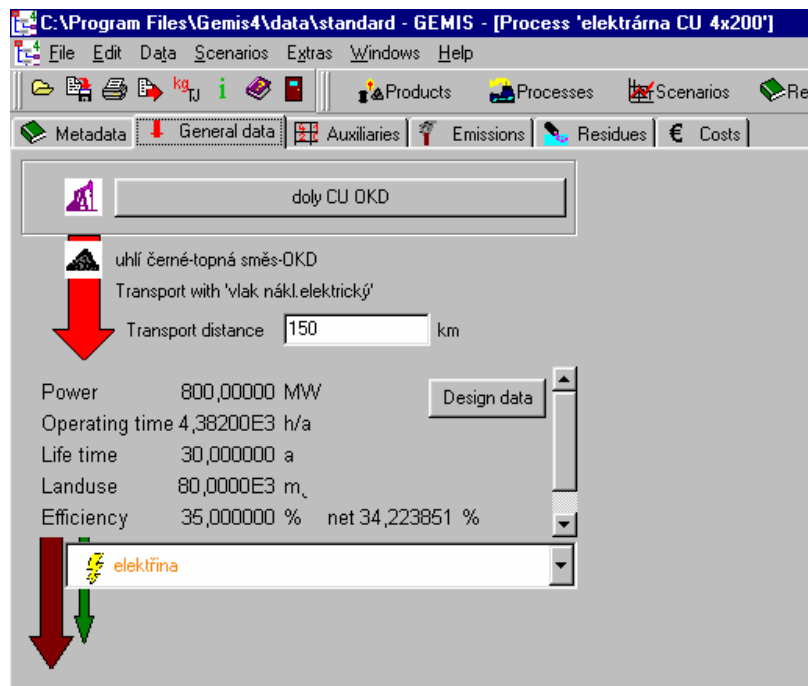 C:\Program Files\Gemis4\data\standard - GEMIS - [Process 'elektrárna CU 4x200']
File Edit Data Scenarios Extras Windows Help
kg TJ i Products Processes Scenarios Re
Metadata General data Auxiliaries Emissions Residues € Costs
doly CU OKD
uhlí černé-topná směs-OKD
Transport with 'vlak nákl.elektrický'
Transport distance 150 km
Power 800,00000 MW Design data
Operating time 4,38200E3 h/a
Life time 30,000000 a
Landuse 80,0000E3 m˛
Efficiency 35,000000 % net 34,223851 %
elektřina